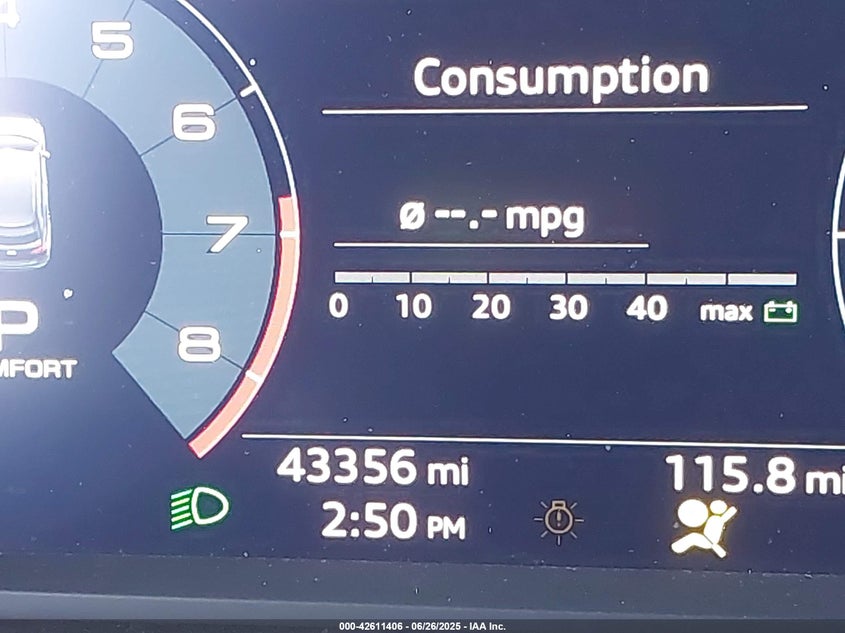 4
5
6
7
8
P
MFORT
Consumption
Ø --.- mpg
0 10 20 30 40 max
43356 mi
115.8 mi
2:50 PM
000-42611406 - 06/26/2025 - IAA Inc.